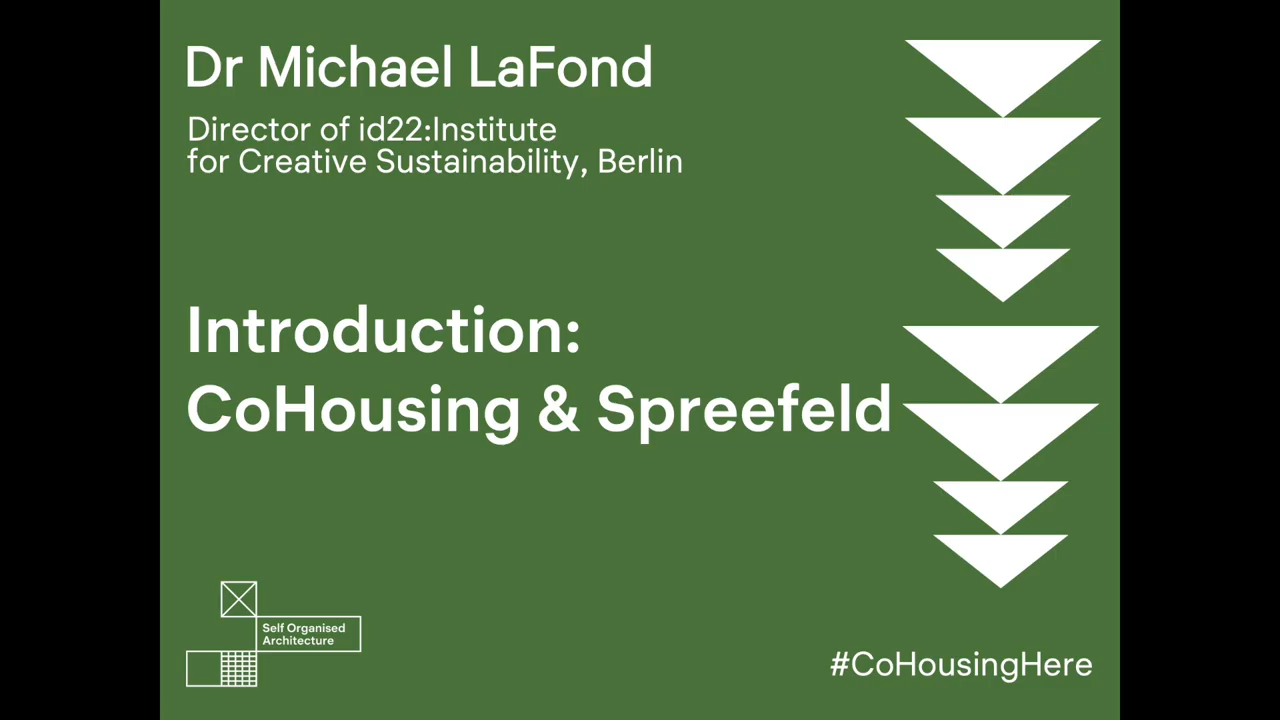 Dr Michael LaFond
Director of id22:Institute
for Creative Sustainability, Berlin
Introduction:
CoHousing & Spreefeld
Self Organised
Architecture
#CoHousingHere